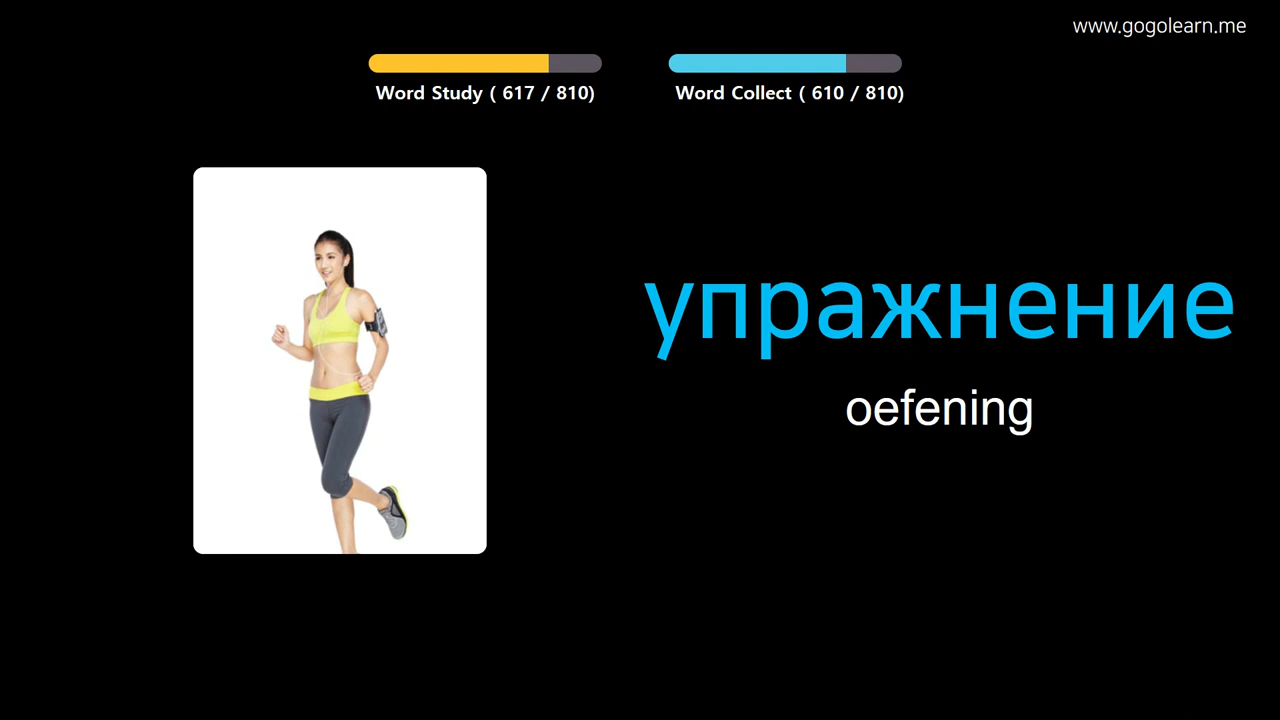 www.gogolearn.me
Word Study ( 617 / 810)
Word Collect ( 610 / 810)
упражнение
oefening